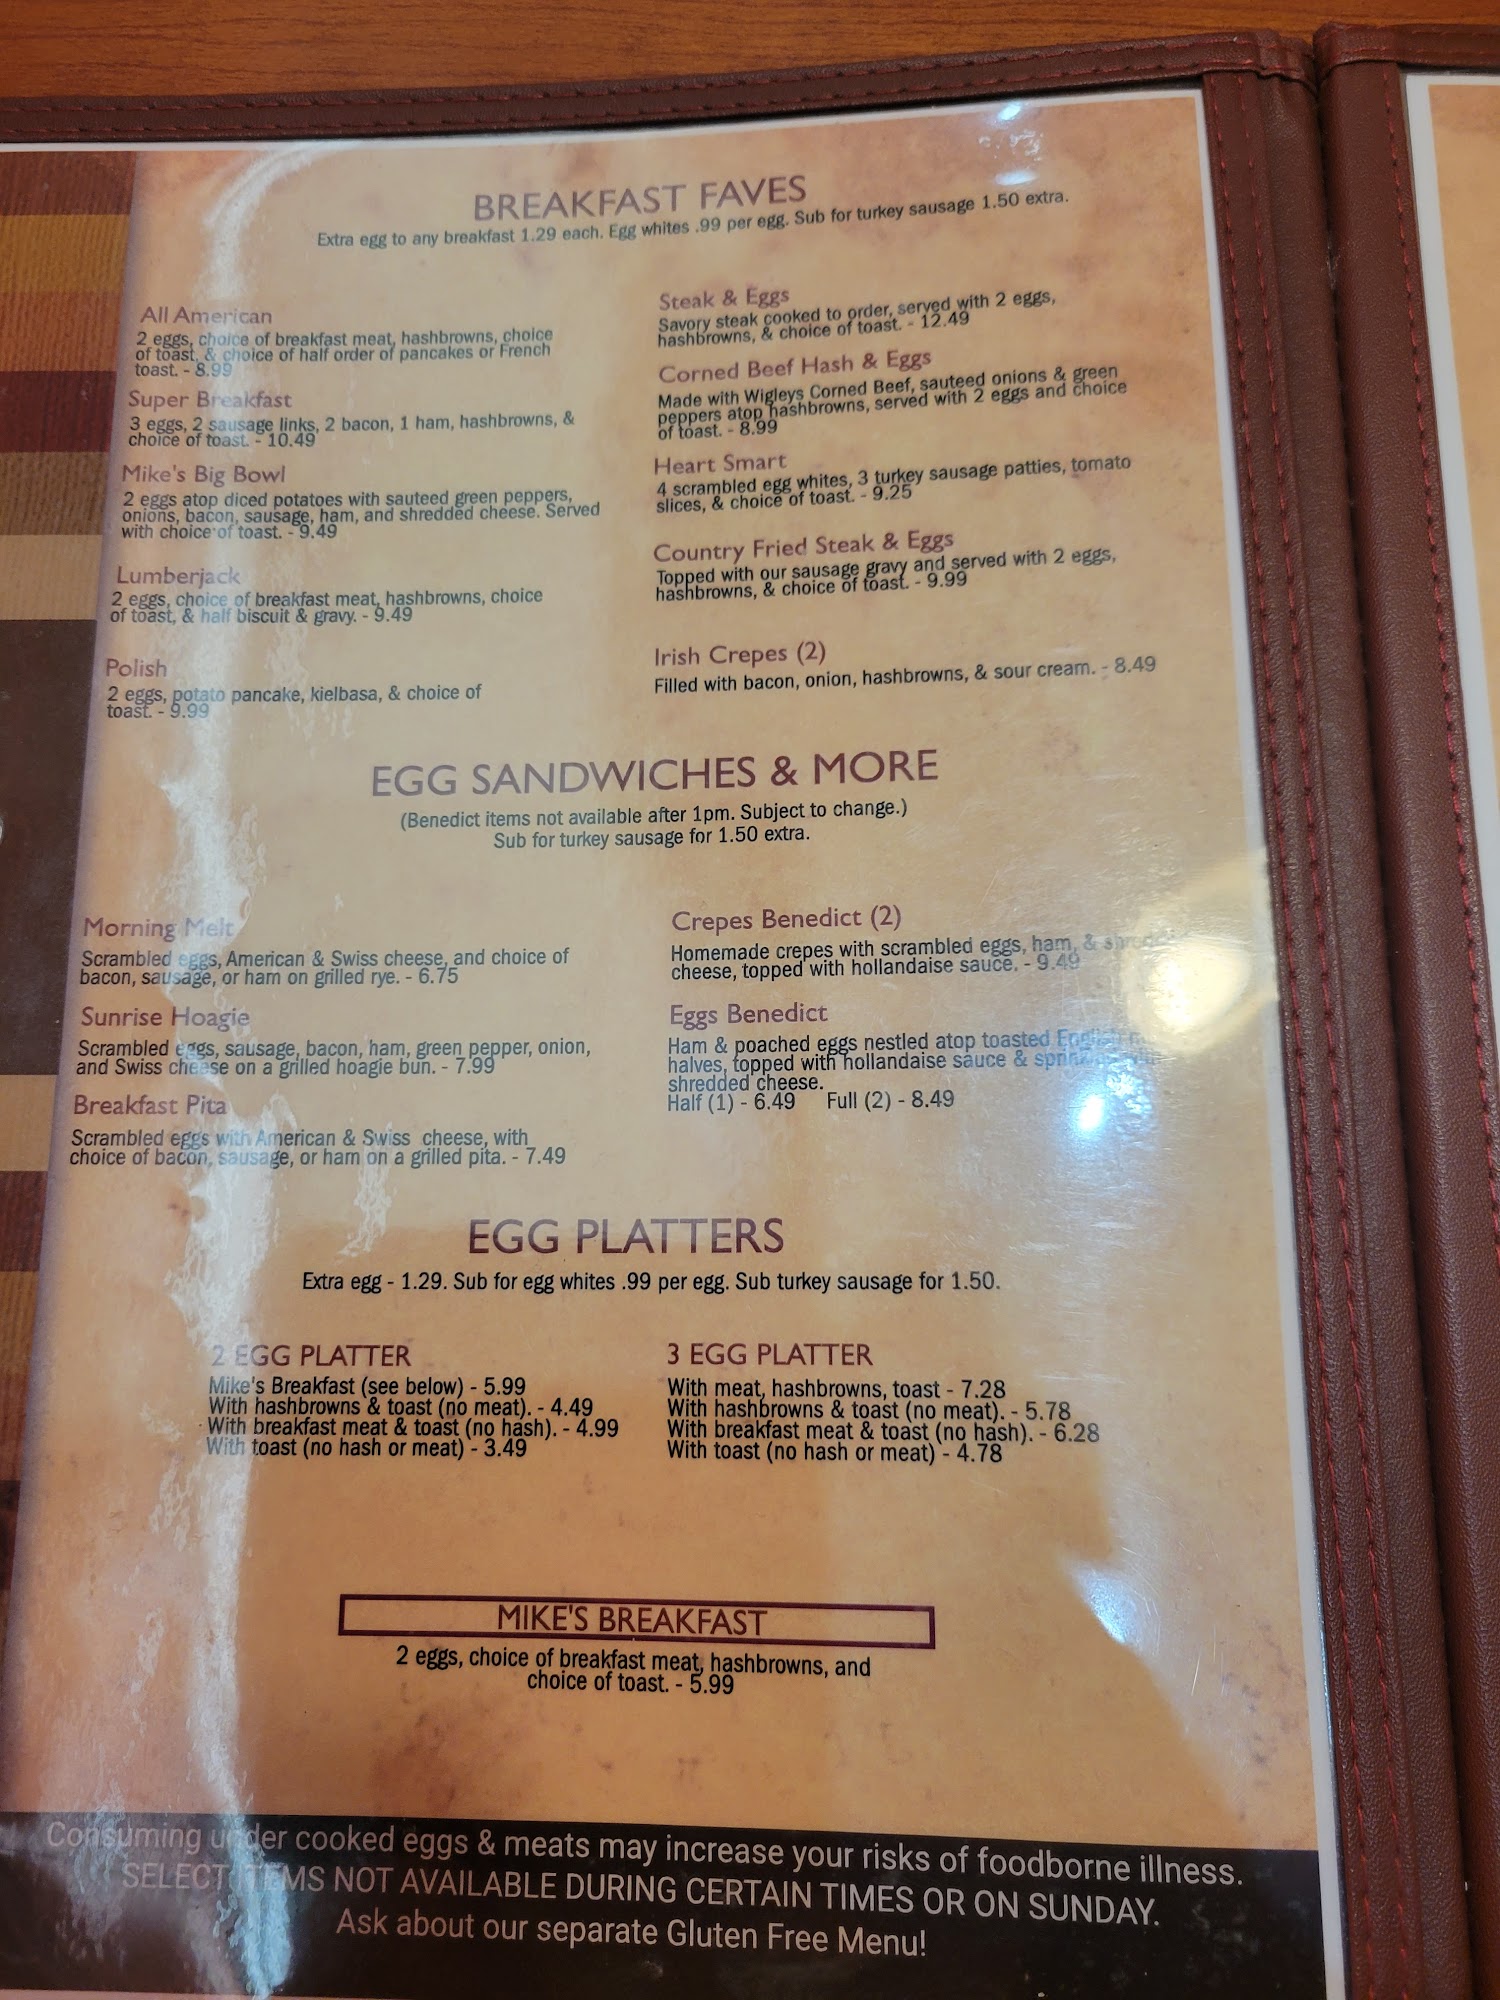 BREAKFAST FAVES
Extra egg to any breakfast 1.29 each. Egg whites .99 per egg. Sub for turkey sausage 1.50 extra.
All American
2 eggs, choice of breakfast meat, hashbrowns, choice
of toast, & choice of half order of pancakes or French
toast. - 8.99
Super Breakfast
3 eggs, 2 sausage links, 2 bacon, 1 ham, hashbrowns, &
choice of toast. - 10.49
Mike's Big Bowl
2 eggs atop diced potatoes with sauteed green peppers,
onions, bacon, sausage, ham, and shredded cheese. Served
with choice of toast. - 9.49
Lumberjack
2 eggs, choice of breakfast meat, hashbrowns, choice
of toast, & half biscuit & gravy. - 9.49
Polish
2 eggs, potato pancake, kielbasa, & choice of
toast. - 9.99
Steak & Eggs
Savory steak cooked to order, served with 2 eggs,
hashbrowns, & choice of toast. - 12.49
Corned Beef Hash & Eggs
Made with Wigleys Corned Beef, sauteed onions & green
peppers atop hashbrowns, served with 2 eggs and choice
of toast. - 8.99
Heart Smart
4 scrambled egg whites, 3 turkey sausage patties, tomato
slices, & choice of toast. - 9.25
Country Fried Steak & Eggs
Topped with our sausage gravy and served with 2 eggs,
hashbrowns, & choice of toast. - 9.99
Irish Crepes (2)
Filled with bacon, onion, hashbrowns, & sour cream. - 8.49
EGG SANDWICHES & MORE
(Benedict items not available after 1pm. Subject to change.)
Sub for turkey sausage for 1.50 extra.
Morning Melt
Scrambled eggs, American & Swiss cheese, and choice of
bacon, sausage, or ham on grilled rye. - 6.75
Sunrise Hoagie
Scrambled eggs, sausage, bacon, ham, green pepper, onion,
and Swiss cheese on a grilled hoagie bun. - 7.99
Breakfast Pita
Scrambled eggs with American & Swiss cheese, with
choice of bacon, sausage, or ham on a grilled pita. - 7.49
Crepes Benedict (2)
Homemade crepes with scrambled eggs, ham, &
cheese, topped with hollandaise sauce. - 9.49
Eggs Benedict
Ham & poached eggs nestled atop toasted English
halves, topped with hollandaise sauce &
shredded cheese.
Half (1) - 6.49 Full (2) - 8.49
EGG PLATTERS
Extra egg - 1.29. Sub for egg whites .99 per egg. Sub turkey sausage for 1.50.
2 EGG PLATTER
Mike's Breakfast (see below) - 5.99
With hashbrowns & toast (no meat). - 4.49
With breakfast meat & toast (no hash). - 4.99
With toast (no hash or meat) - 3.49
3 EGG PLATTER
With meat, hashbrowns, toast - 7.28
With hashbrowns & toast (no meat). - 5.78
With breakfast meat & toast (no hash). - 6.28
With toast (no hash or meat) - 4.78
MIKE'S BREAKFAST
2 eggs, choice of breakfast meat, hashbrowns, and
choice of toast. - 5.99
Consuming under cooked eggs & meats may increase your risks of foodborne illness.
SELECT ITEMS NOT AVAILABLE DURING CERTAIN TIMES OR ON SUNDAY.
Ask about our separate Gluten Free Menu!